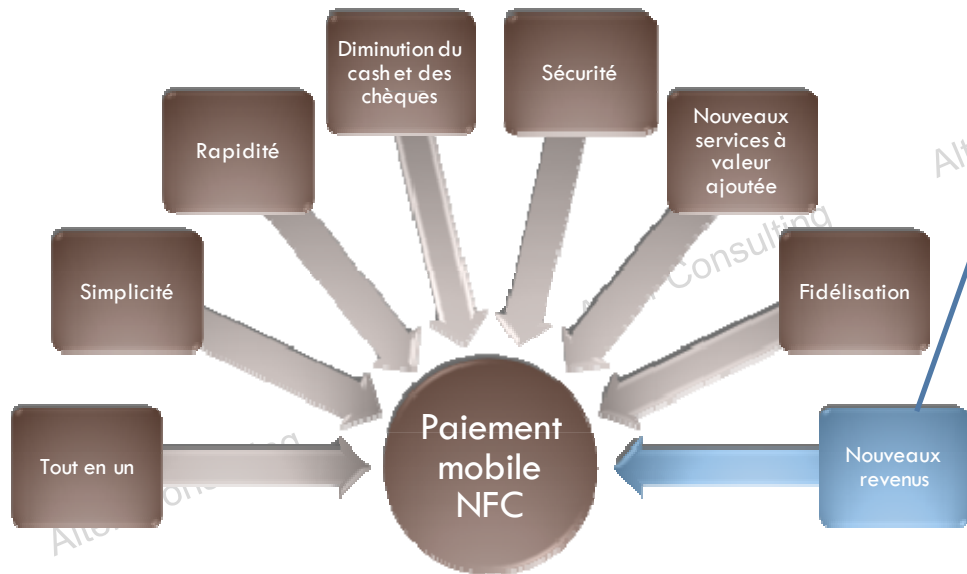 Diminution du
cash et des
chèques
Sécurité
Rapidité
Nouveaux
services à
valeur
ajoutée
Simplicité
Fidélisation
Tout en un
Paiement
mobile
NFC
Nouveaux
revenus
Consulting